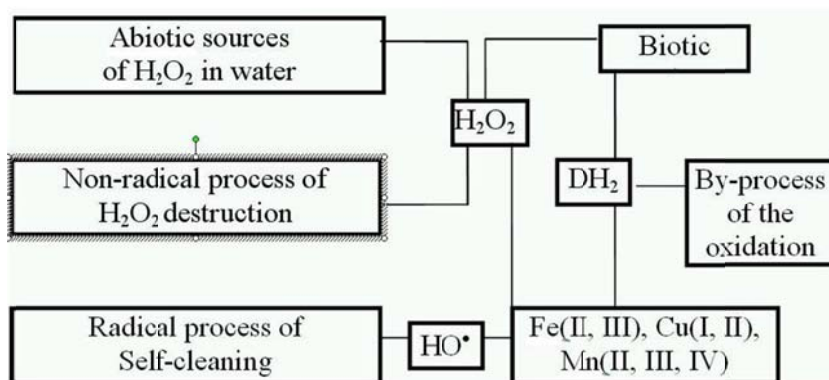 Abiotic sources
of H₂O₂ in water
Biotic
H₂O₂
Non-radical process of
H₂O₂ destruction
DH₂
By-process
of the
oxidation
Radical process of
Self-cleaning
HO•
Fe(II, III), Cu(I, II),
Mn(II, III, IV)